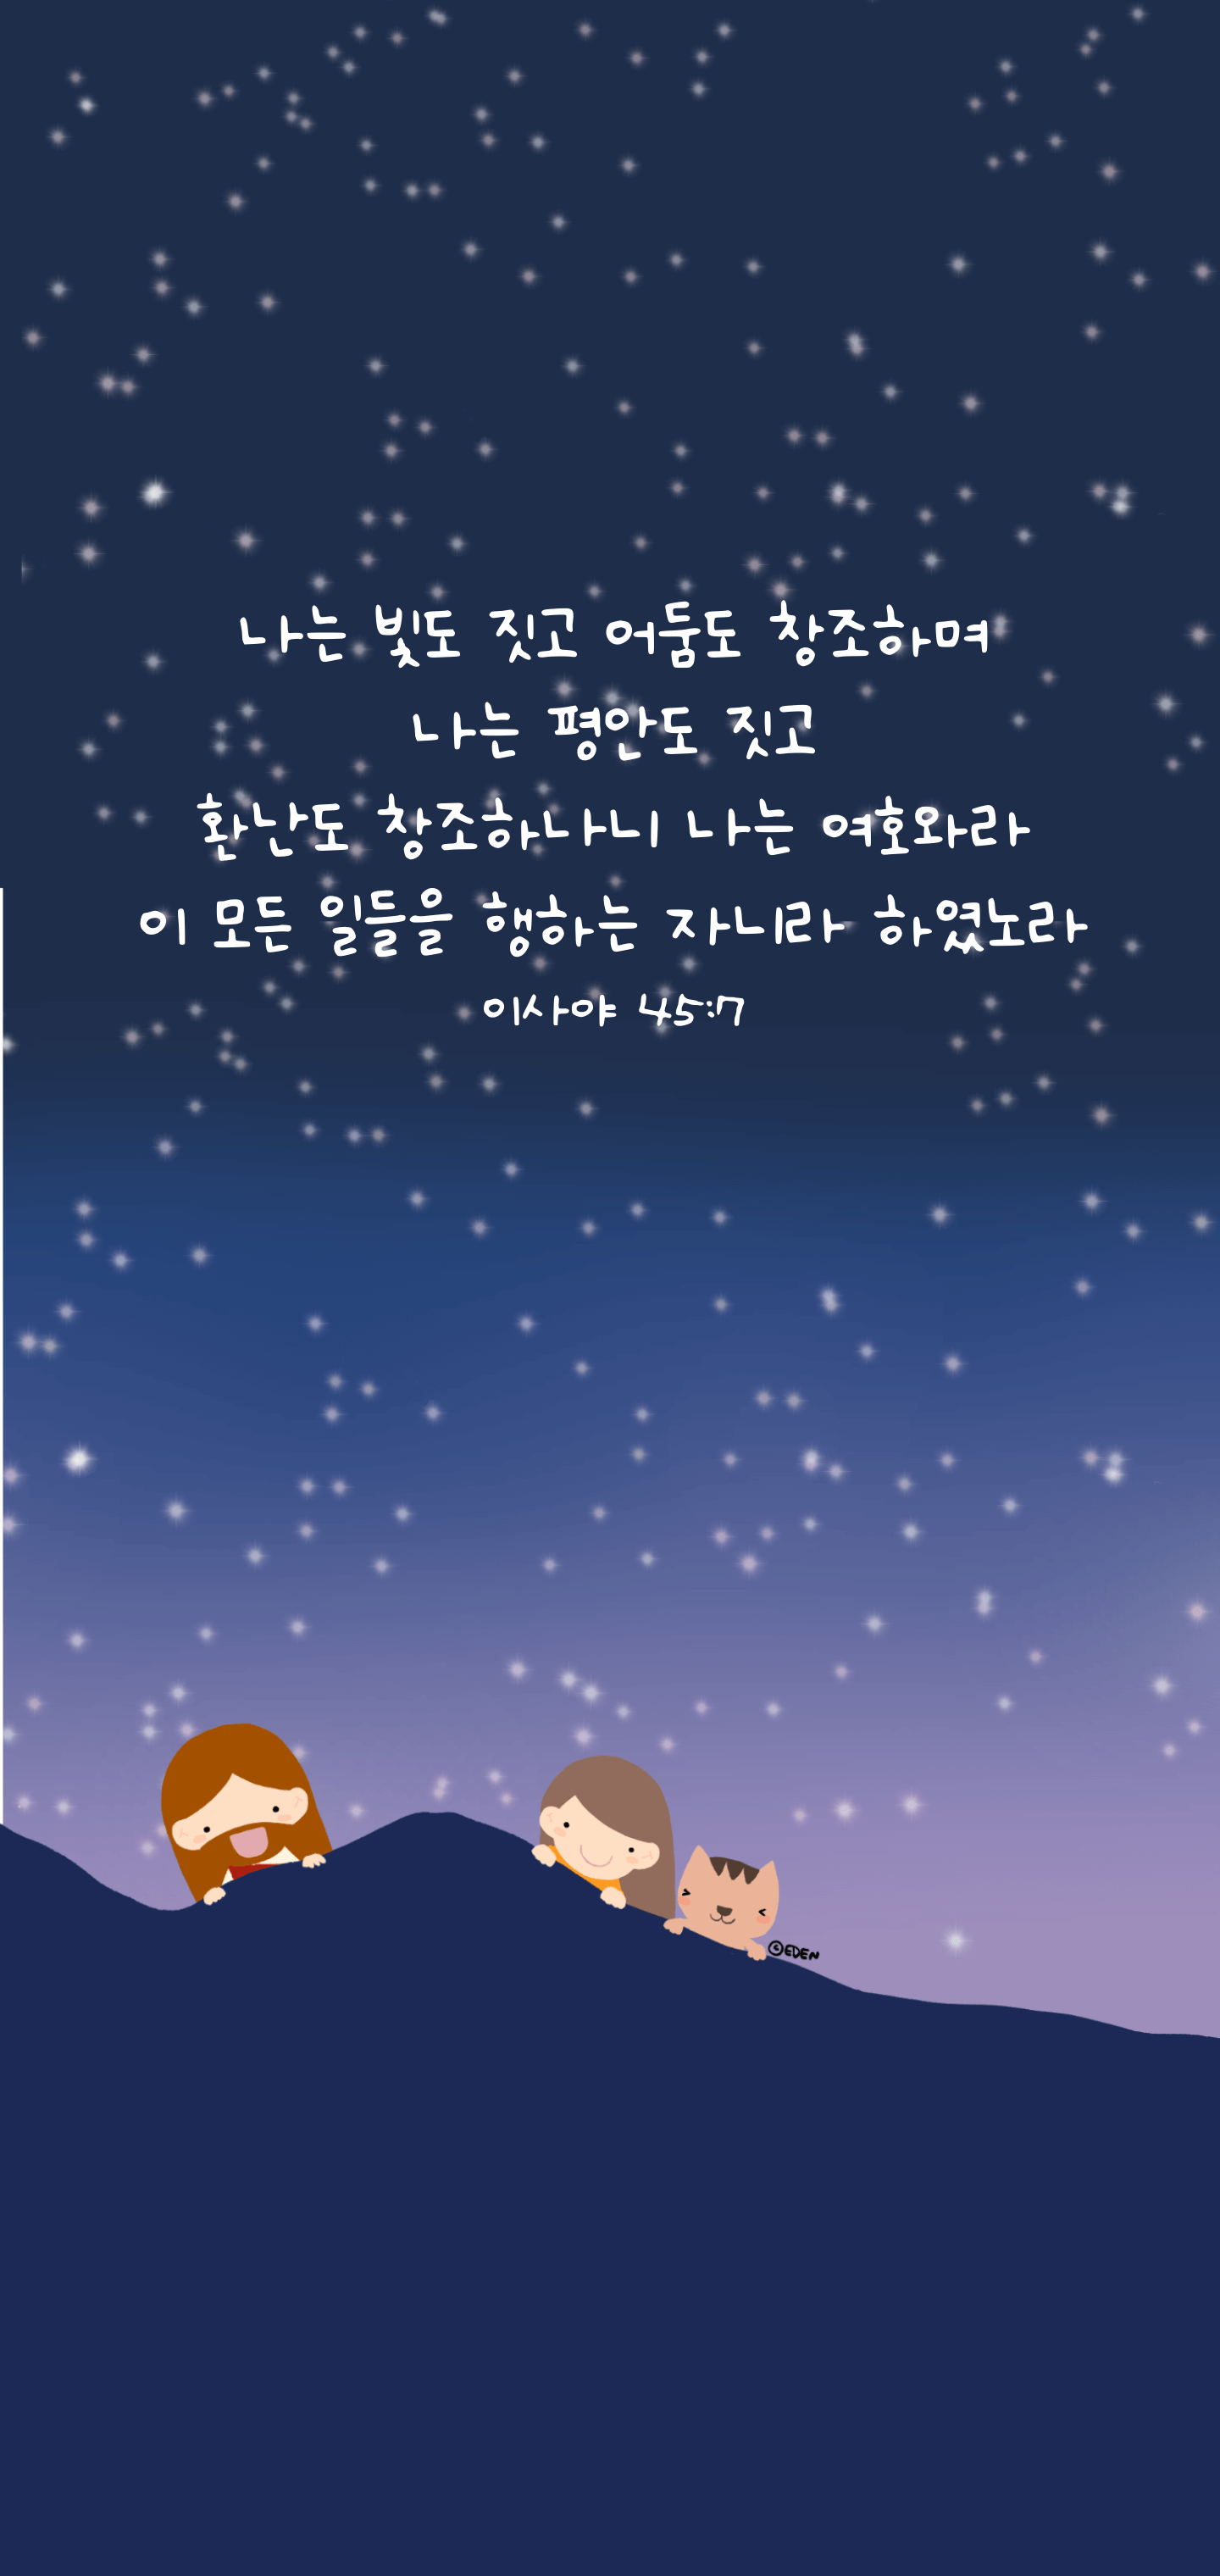 나는 빛도 짓고 어둠도 창조하며
나는 평안도 짓고
환난도 창조하나니 나는 여호와라
이 모든 일들을 행하는 자니라 하였노라
이사야 45:7
©EDEN